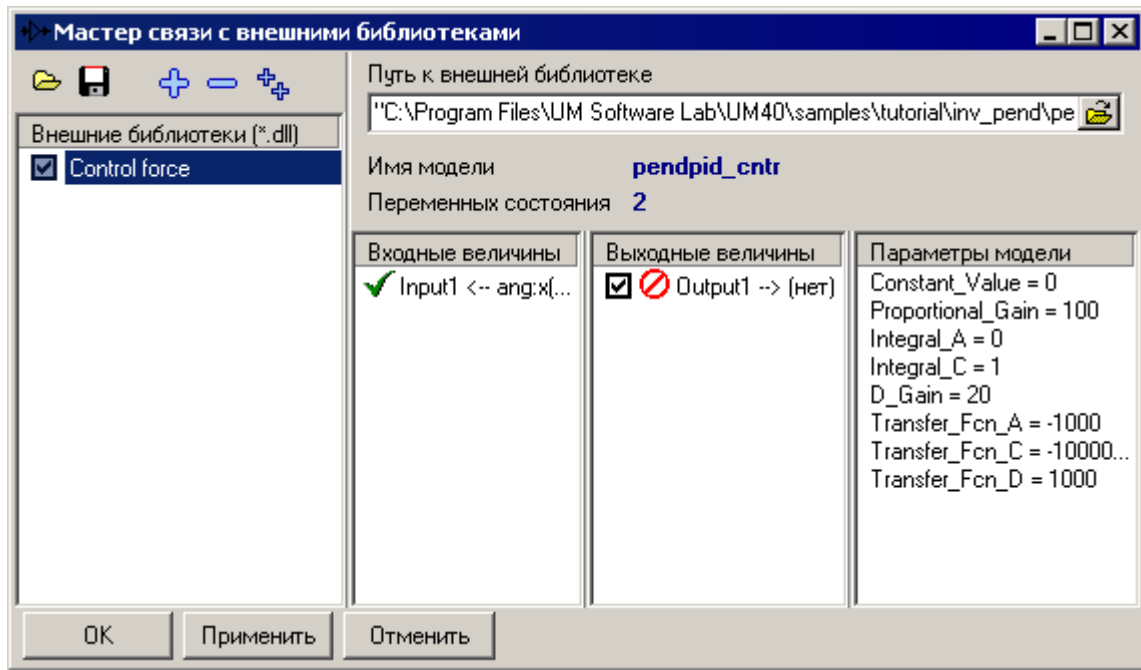 Мастер связи с внешними библиотеками
Внешние библиотеки (*.dll)
Control force
Путь к внешней библиотеке
"C:\Program Files\UM Software Lab\UM40\samples\tutorial\inv_pend\pe
Имя модели pendpid_cntr
Переменных состояния 2
Входные величины
Input1 <-- ang:x(...
Выходные величины
Output1 --> (нет)
Параметры модели
Constant_Value = 0
Proportional_Gain = 100
Integral_A = 0
Integral_C = 1
D_Gain = 20
Transfer_Fcn_A = -1000
Transfer_Fcn_C = -10000...
Transfer_Fcn_D = 1000
OK
Применить
Отменить